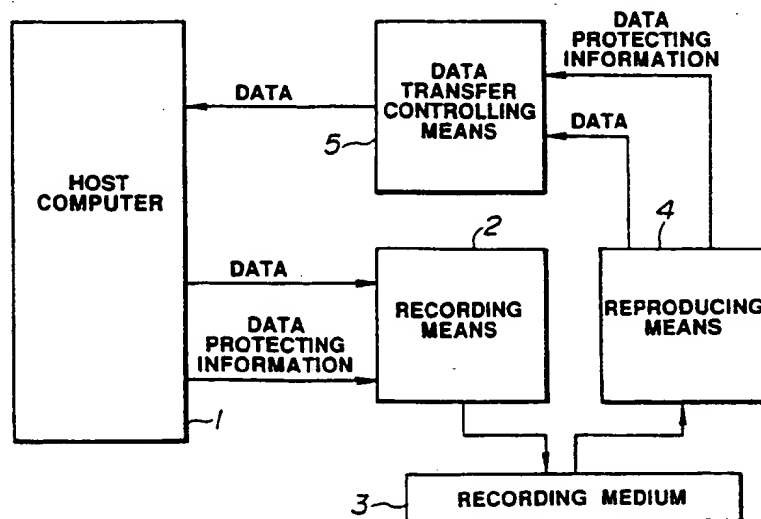 DATA
PROTECTING
INFORMATION
DATA
TRANSFER
CONTROLLING
MEANS
DATA
DATA
5
HOST
COMPUTER
4
2
DATA
RECORDING
MEANS
REPRODUCING
MEANS
DATA
PROTECTING
INFORMATION
1
3
RECORDING MEDIUM